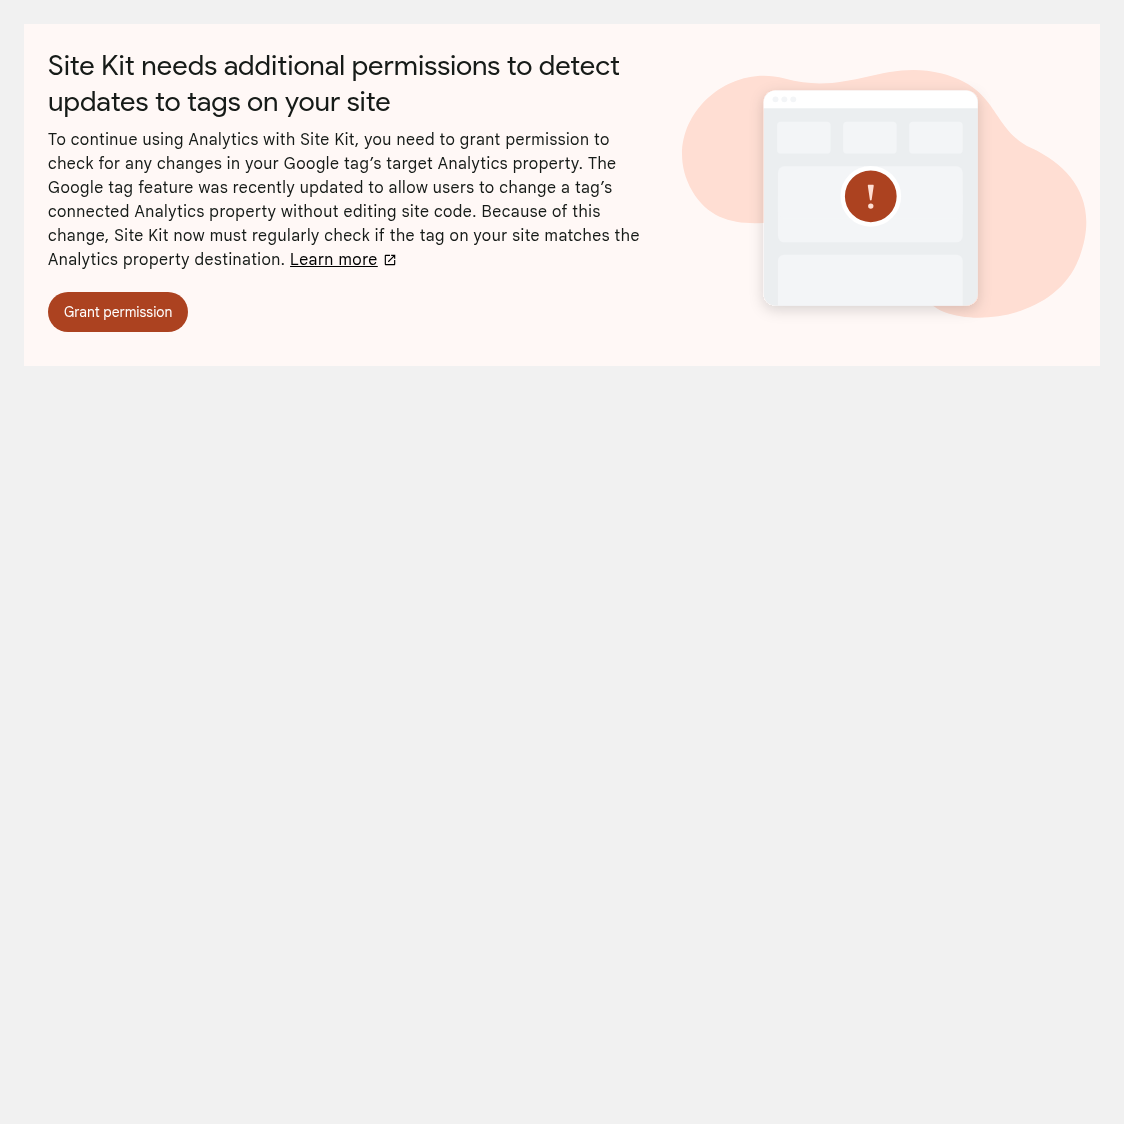 Site Kit needs additional permissions to detect
updates to tags on your site
To continue using Analytics with Site Kit, you need to grant permission to
check for any changes in your Google tag’s target Analytics property. The
Google tag feature was recently updated to allow users to change a tag’s
connected Analytics property without editing site code. Because of this
change, Site Kit now must regularly check if the tag on your site matches the
Analytics property destination. Learn more
Grant permission
!